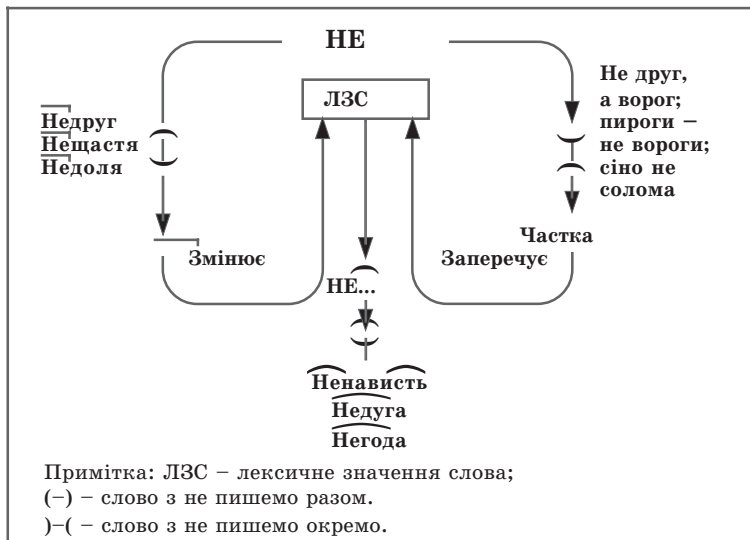 НЕ
ЛЗС
Недруг
Нещастя
Недоля
Не друг,
а ворог;
пироги –
не вороги;
сіно не
солома
Частка
Змінює
Заперечує
НЕ...
Ненависть
Недуга
Негода
Примітка: ЛЗС – лексичне значення слова;
(–) – слово з не пишемо разом.
)–( – слово з не пишемо окремо.